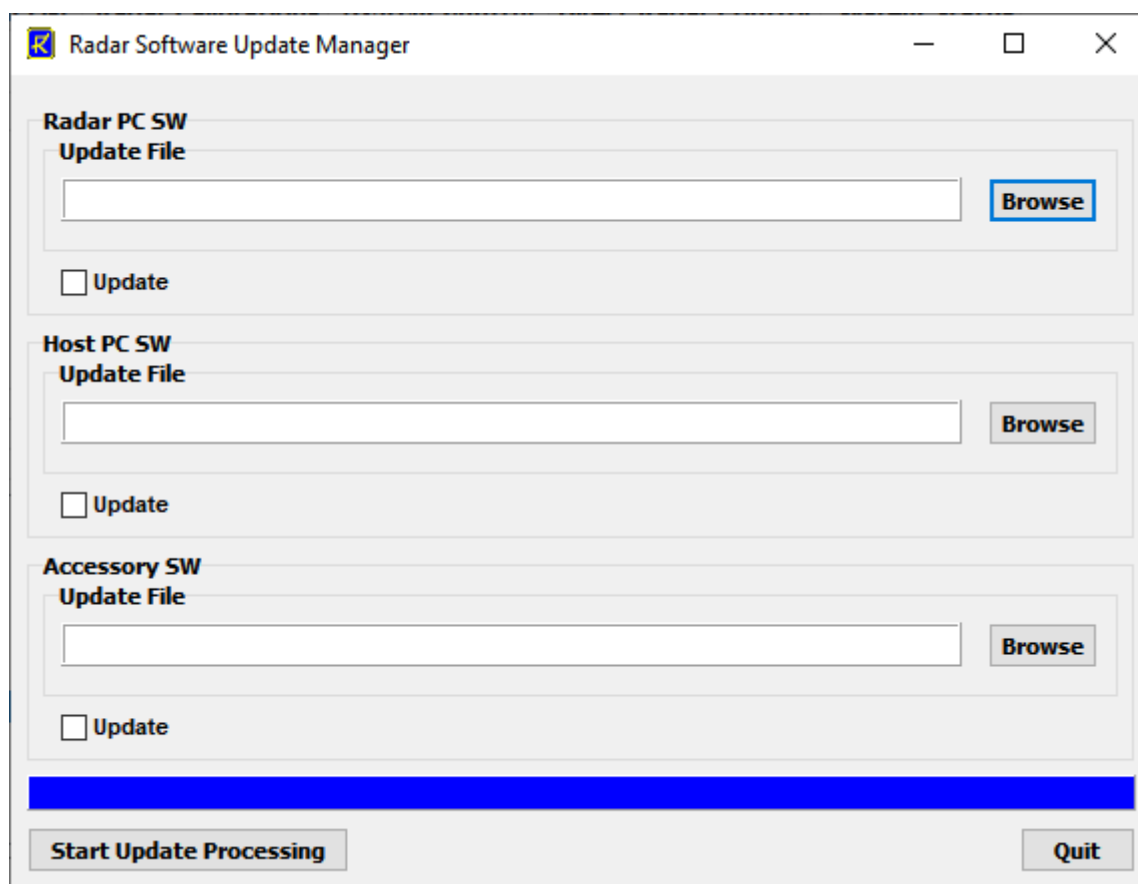 Radar Software Update Manager
Radar PC SW
Update File
Browse
Update
Host PC SW
Update File
Browse
Update
Accessory SW
Update File
Browse
Update
Start Update Processing
Quit